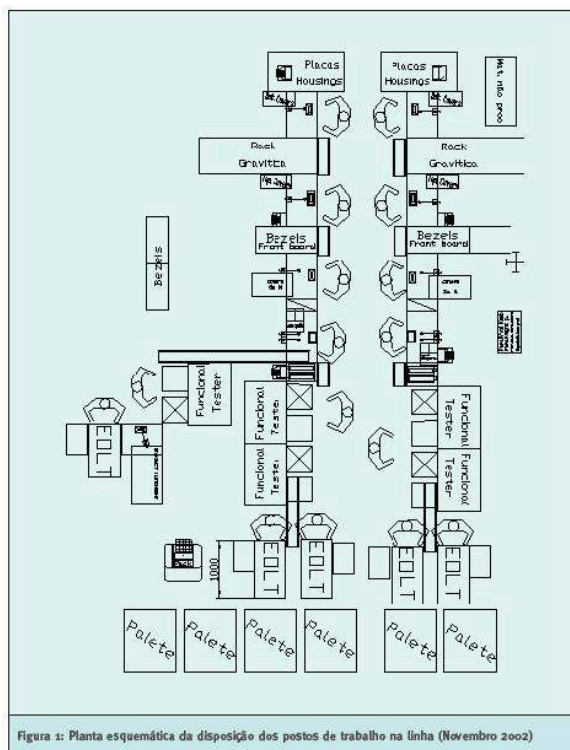 Placas
Housings
Placas
Housings
Mat. não proc
Rack
Gravitica
Rack
Gravitica
Bezels
Front board
Bezels
Front board
Bezels
Funcional
Tester
Funcional
Tester
Funcional
Tester
Funcional
Tester
Funcional
Tester
EOLT
EOLT
EOLT
EOLT
EOLT
1000
Palete
Palete
Palete
Palete
Palete
Palete
Figura 1: Planta esquemática da disposição dos postos de trabalho na linha (Novembro 2002)